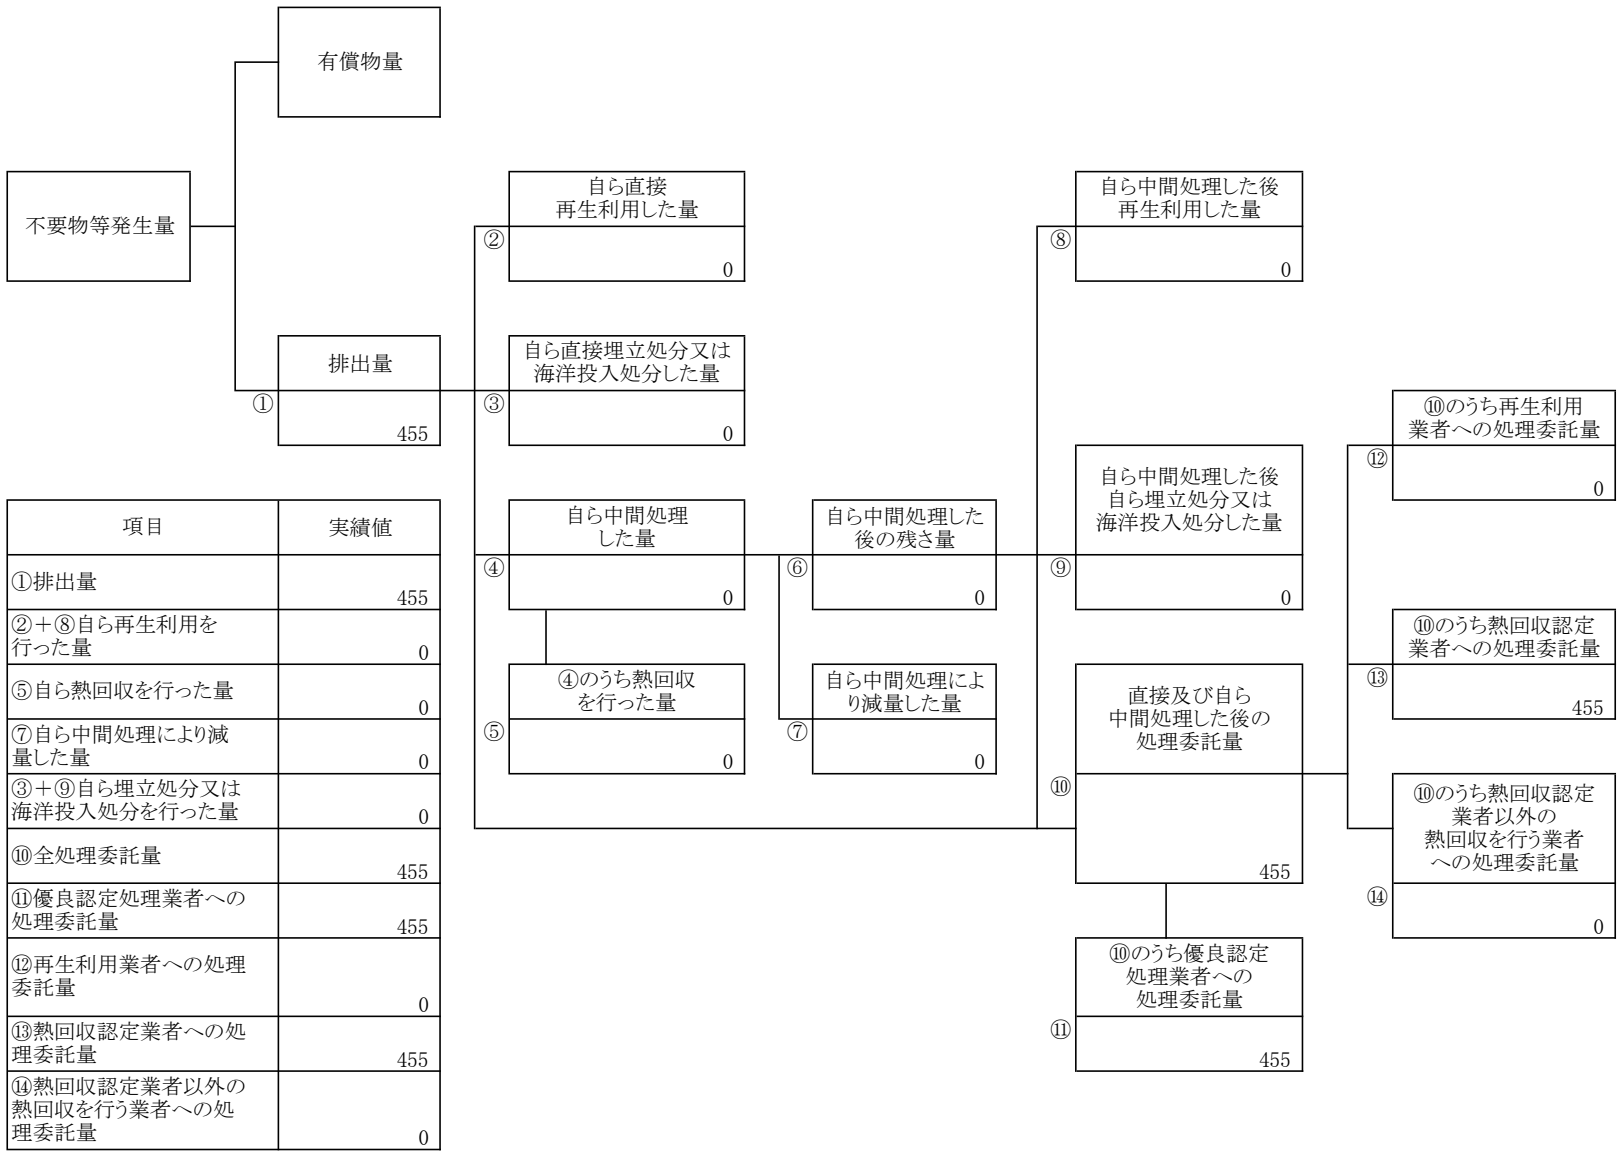 有償物量
不要物等発生量
自ら直接
再生利用した量
②
0
自ら中間処理した後
再生利用した量
⑧
0
排出量
①
455
自ら直接埋立処分又は
海洋投入処分した量
③
0
⑩のうち再生利用
業者への処理委託量
⑫
0
自ら中間処理
した量
④
0
自ら中間処理した
後の残さ量
⑥
0
自ら中間処理した後
自ら埋立処分又は
海洋投入処分した量
⑨
0
⑩のうち熱回収認定
業者への処理委託量
⑬
455
④のうち熱回収
を行った量
⑤
0
自ら中間処理によ
り減量した量
⑦
0
直接及び自ら
中間処理した後の
処理委託量
⑩
455
⑩のうち熱回収認定
業者以外の
熱回収を行う業者
への処理委託量
⑭
0
⑩のうち優良認定
処理業者への
処理委託量
⑪
455
項目 実績値
①排出量
455
②＋⑧自ら再生利用を
行った量
0
⑤自ら熱回収を行った量
0
⑦自ら中間処理により減
量した量
0
③＋⑨自ら埋立処分又は
海洋投入処分を行った量
0
⑩全処理委託量
455
⑪優良認定処理業者への
処理委託量
455
⑫再生利用業者への処理
委託量
0
⑬熱回収認定業者への処
理委託量
455
⑭熱回収認定業者以外の
熱回収を行う業者への処
理委託量
0